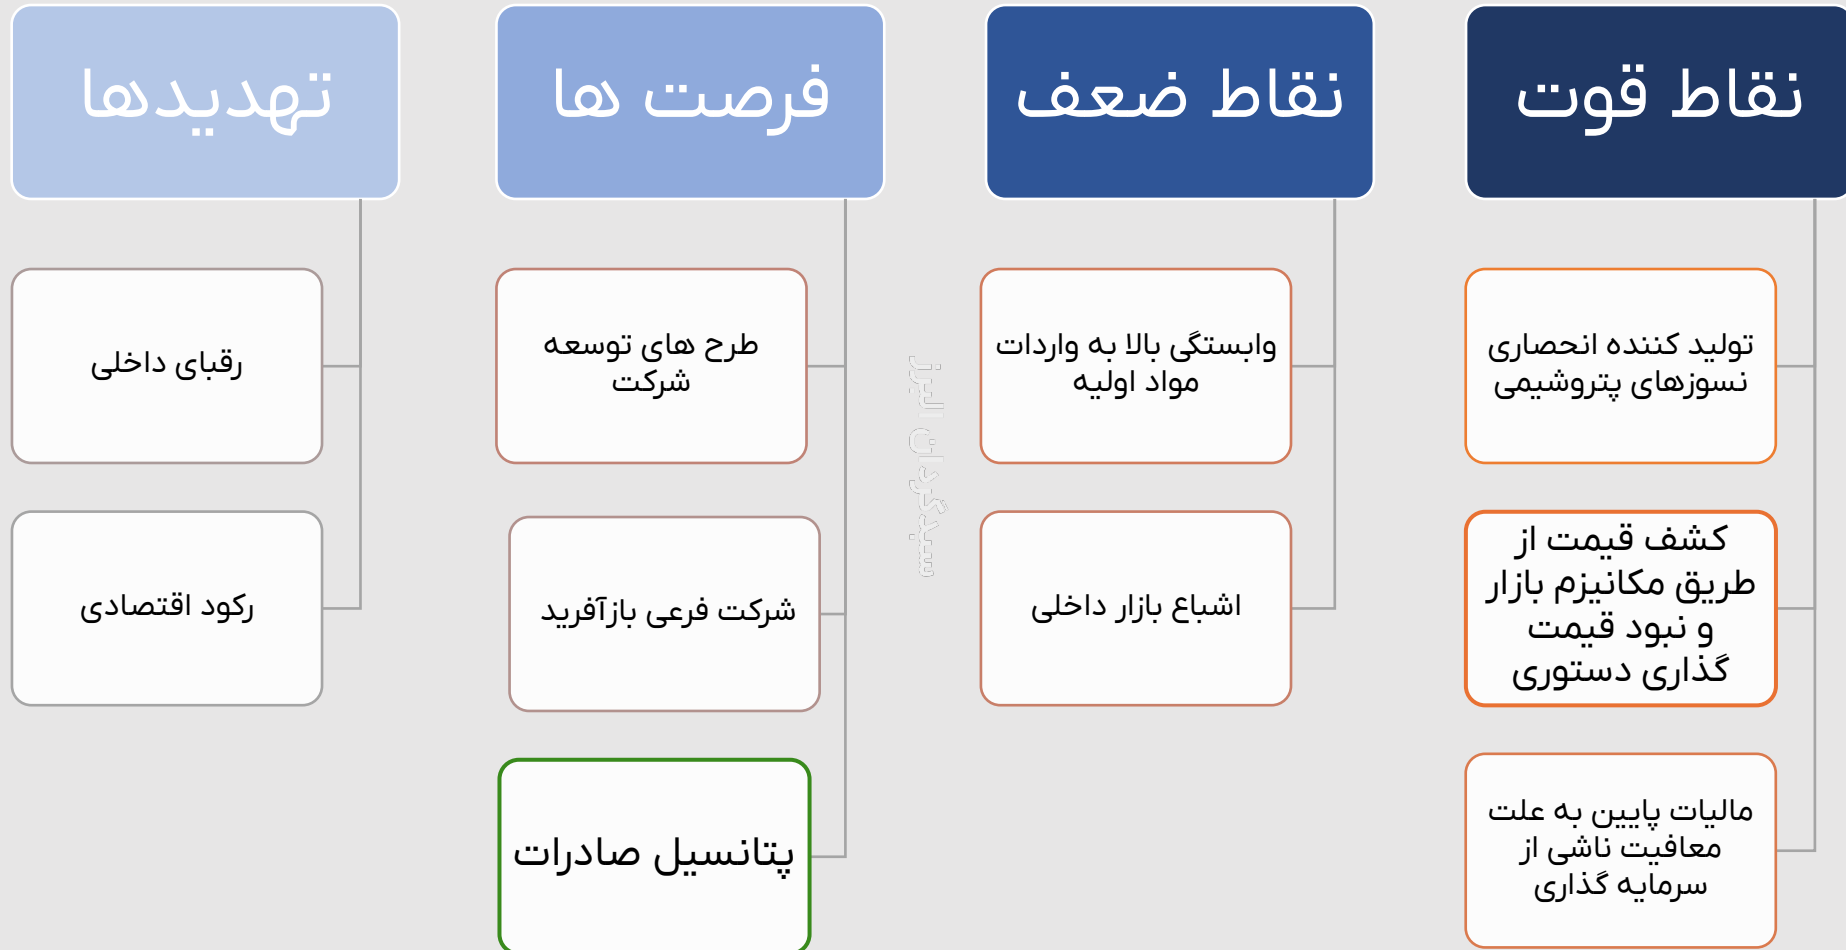 نقاط قوت
تولید کننده انحصاری
نسوزهای پتروشیمی
کشف قیمت از
طریق مکانیزم بازار
و نبود قیمت
گذاری دستوری
مالیات پایین به علت
معافیت ناشی از
سرمایه گذاری
نقاط ضعف
وابستگی بالا به واردات
مواد اولیه
اشباع بازار داخلی
سبدگردان البرز
فرصت ها
طرح های توسعه
شرکت
شرکت فرعی بازآفرید
پتانسیل صادرات
تهدیدها
رقبای داخلی
رکود اقتصادی